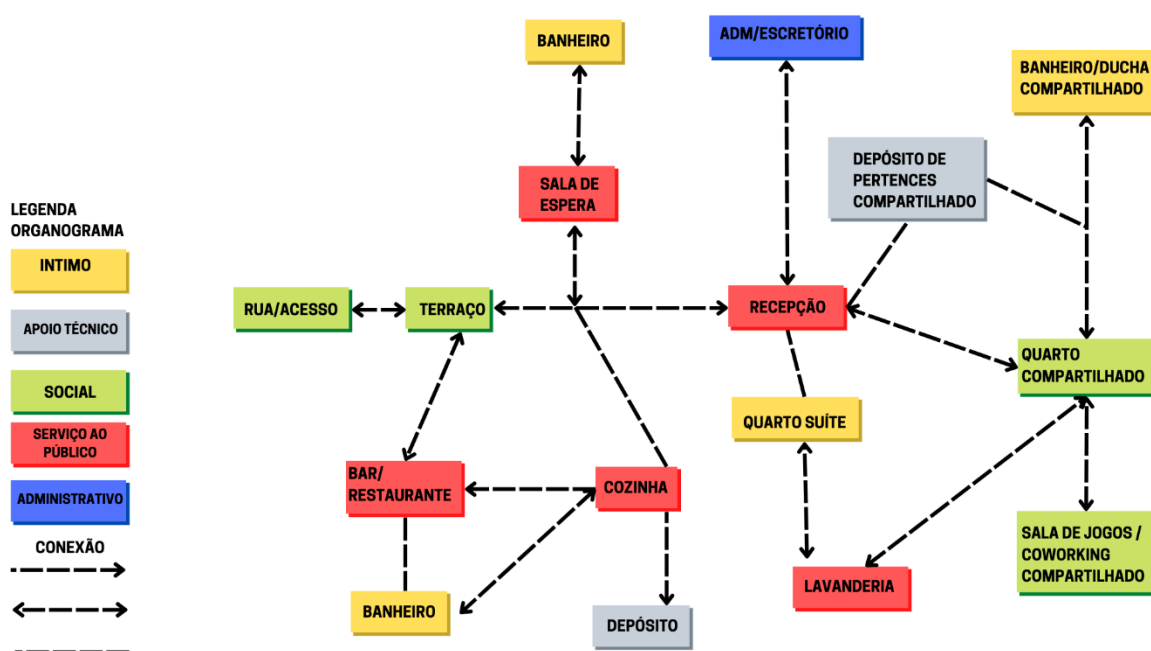 BANHEIRO
ADM/ESCRETÓRIO
BANHEIRO/DUCHA
COMPARTILHADO
DEPÓSITO DE
PERTENCES
COMPARTILHADO
SALA DE
ESPERA
LEGENDA
ORGANOGRAMA
INTIMO
APOIO TÉCNICO
SOCIAL
SERVIÇO AO
PÚBLICO
ADMINISTRATIVO
CONEXÃO
RUA/ACESSO
TERRAÇO
RECEPÇÃO
QUARTO
COMPARTILHADO
QUARTO SUÍTE
BAR/
RESTAURANTE
COZINHA
SALA DE JOGOS /
COWORKING
COMPARTILHADO
LAVANDERIA
BANHEIRO
DEPÓSITO